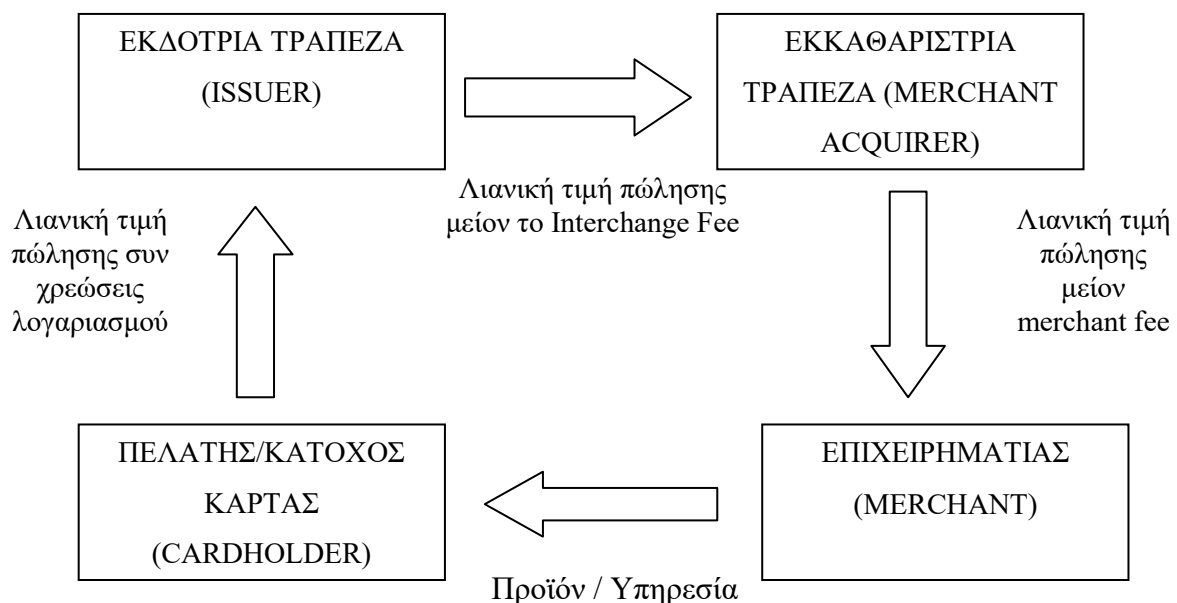 ΕΚΔΟΤΡΙΑ ΤΡΑΠΕΖΑ
(ISSUER)
ΕΚΚΑΘΑΡΙΣΤΡΙΑ
ΤΡΑΠΕΖΑ (MERCHANT
ACQUIRER)
Λιανική τιμή πώλησης
μείον το Interchange Fee
Λιανική τιμή
πώλησης συν
χρεώσεις
λογαριασμού
Λιανική τιμή
πώλησης
μείον
merchant fee
ΠΕΛΑΤΗΣ/ΚΑΤΟΧΟΣ
ΚΑΡΤΑΣ
(CARDHOLDER)
ΕΠΙΧΕΙΡΗΜΑΤΙΑΣ
(MERCHANT)
Προϊόν / Υπηρεσία